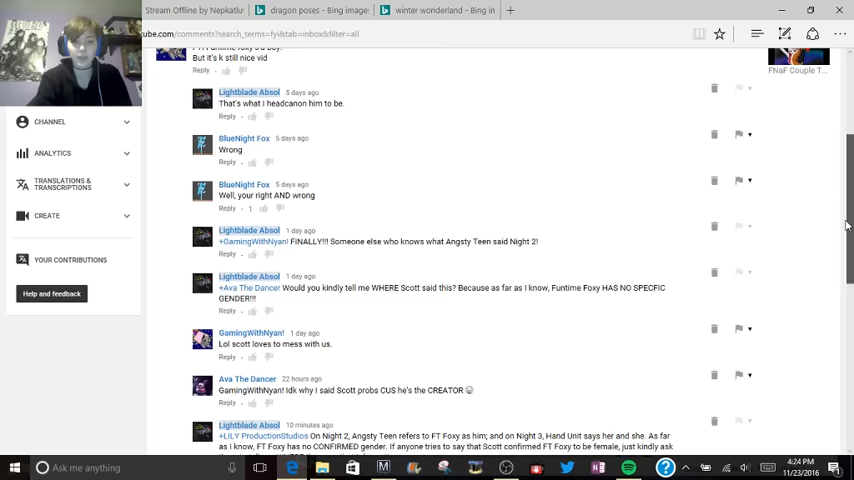 Stream Offline by Nepkatlu
dragon poses - Bing images
winter wonderland - Bing in
tube.com/comments?search_terms=fyi&tab=inbox&filter=all
But it's k still nice vid
Reply
FNaF Couple T...
Lightblade Absol 5 days ago
That's what I headcanon him to be.
Reply
CHANNEL
BlueNight Fox 5 days ago
Wrong
Reply
ANALYTICS
TRANSLATIONS &
TRANSCRIPTIONS
BlueNight Fox 5 days ago
Well, your right AND wrong
Reply 1
CREATE
Lightblade Absol 1 day ago
+GamingWithNyan! FINALLY!!! Someone else who knows what Angsty Teen said Night 2!
Reply
YOUR CONTRIBUTIONS
Help and feedback
Lightblade Absol 1 day ago
+Ava The Dancer Would you kindly tell me WHERE Scott said this? Because as far as I know, Funtime Foxy HAS NO SPECFIC
GENDER!!!
Reply
GamingWithNyan! 1 day ago
Lol scott loves to mess with us.
Reply
Ava The Dancer 22 hours ago
GamingWithNyan! Idk why I said Scott probs CUS he's the CREATOR
Reply
Lightblade Absol 10 minutes ago
+LILY ProductionStudios On Night 2, Angsty Teen refers to FT Foxy as him; and on Night 3, Hand Unit says her and she. As far
as I know, FT Foxy has no CONFIRMED gender. If anyone tries to say that Scott confirmed FT Foxy to be female, just kindly ask
Ask me anything
4:24 PM
11/23/2016